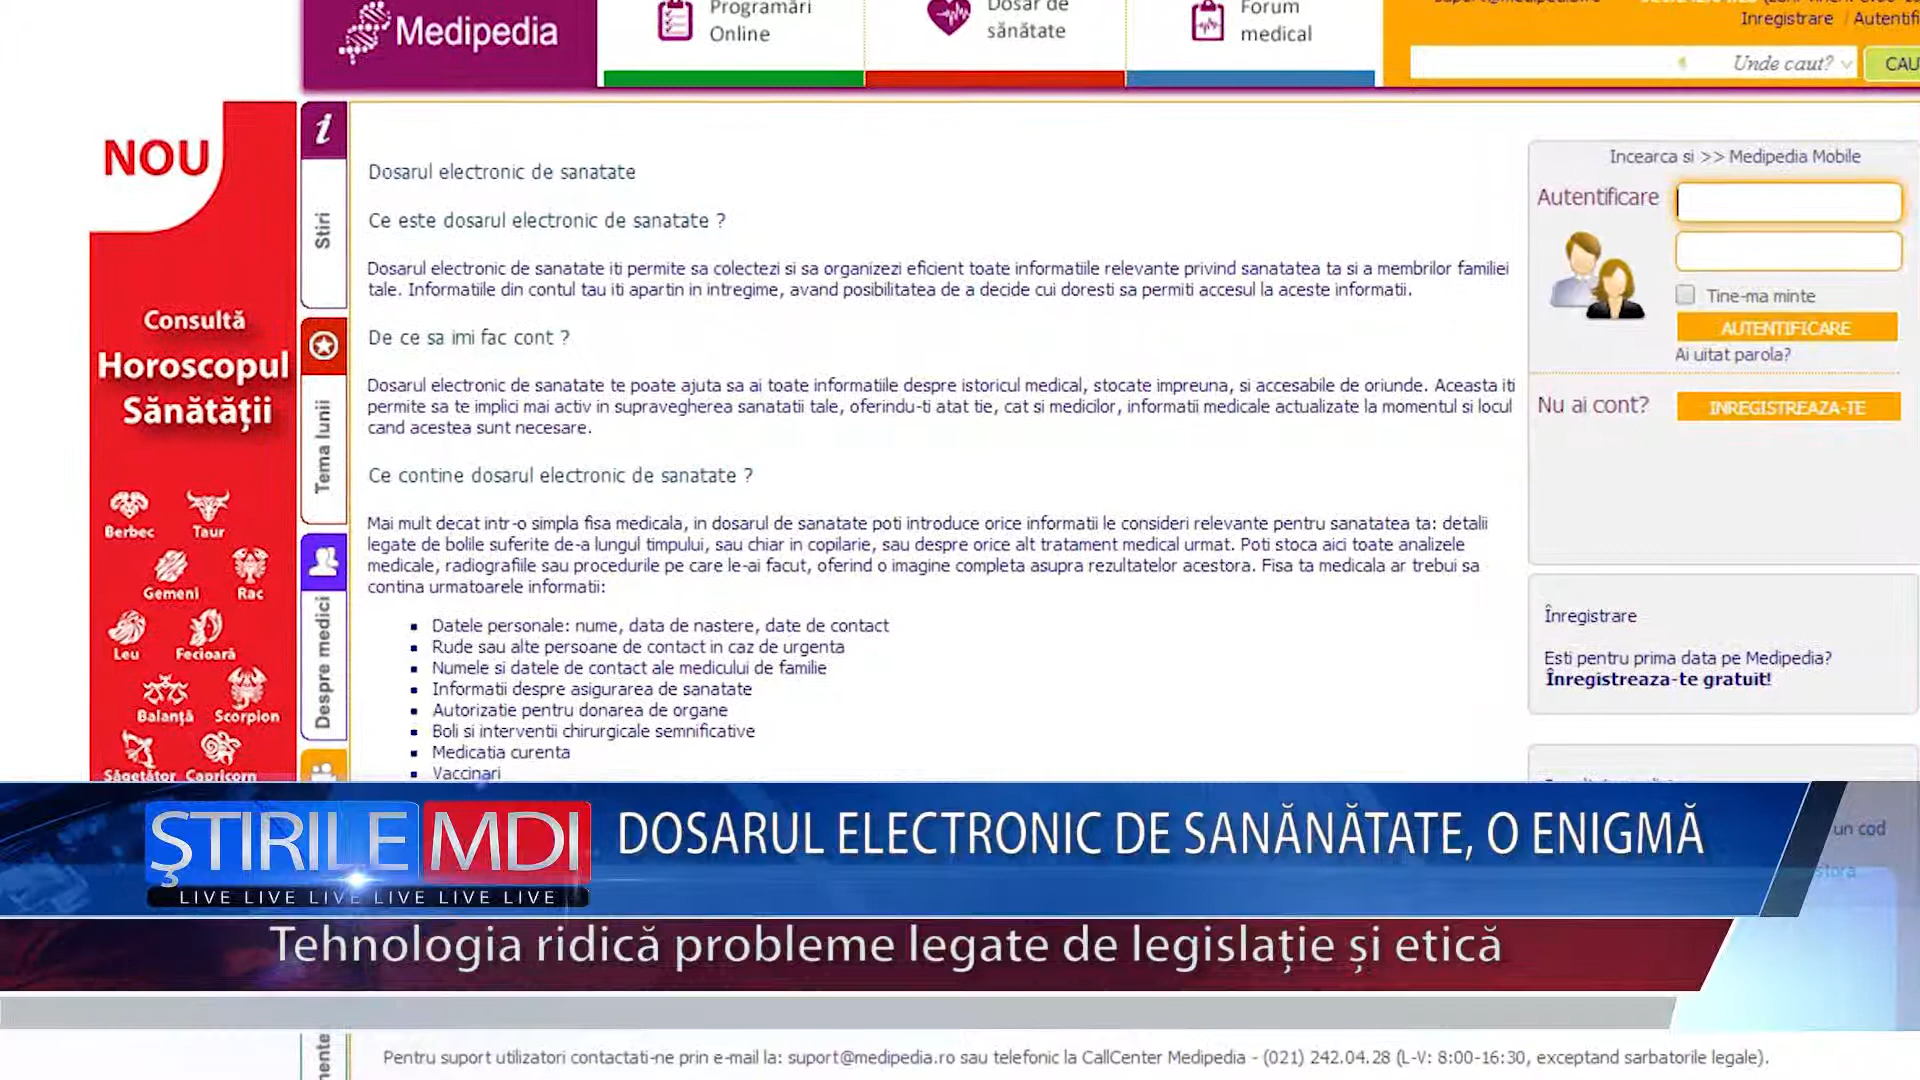 Medipedia
Programări
Online
Dosar de
sănătate
Forum
medical
Inregistrare / Autentifi
Unde caut?
CAU
NOU
Consultă
Horoscopul
Sănătății
Berbec
Taur
Gemeni
Rac
Leu
Fecioară
Balanță
Scorpion
Săgetător
Capricorn
i
Stiri
Tema lunii
Despre medici
Dosarul electronic de sanatate
Ce este dosarul electronic de sanatate ?
Dosarul electronic de sanatate iti permite sa colectezi si sa organizezi eficient toate informatiile relevante privind sanatatea ta si a membrilor familiei
tale. Informatiile din contul tau iti apartin in intregime, avand posibilitatea de a decide cui doresti sa permiti accesul la aceste informatii.
De ce sa imi fac cont ?
Dosarul electronic de sanatate te poate ajuta sa ai toate informatiile despre istoricul medical, stocate impreuna, si accesabile de oriunde. Aceasta iti
permite sa te implici mai activ in supravegherea sanatatii tale, oferindu-ti atat tie, cat si medicilor, informatii medicale actualizate la momentul si locul
cand acestea sunt necesare.
Ce contine dosarul electronic de sanatate ?
Mai mult decat intr-o simpla fisa medicala, in dosarul de sanatate poti introduce orice informatii le consideri relevante pentru sanatatea ta: detalii
legate de bolile suferite de-a lungul timpului, sau chiar in copilarie, sau despre orice alt tratament medical urmat. Poti stoca aici toate analizele
medicale, radiografiile sau procedurile pe care le-ai facut, oferind o imagine completa asupra rezultatelor acestora. Fisa ta medicala ar trebui sa
contina urmatoarele informatii:
Datele personale: nume, data de nastere, date de contact
Rude sau alte persoane de contact in caz de urgenta
Numele si datele de contact ale medicului de familie
Informatii despre asigurarea de sanatate
Autorizatie pentru donarea de organe
Boli si interventii chirurgicale semnificative
Medicatia curenta
Vaccinari
Incearca si >> Medipedia Mobile
Autentificare
Tine-ma minte
AUTENTIFICARE
Ai uitat parola?
Nu ai cont?
INREGISTREAZA-TE
Înregistrare
Esti pentru prima data pe Medipedia?
Înregistreaza-te gratuit!
un cod
stora
ŞTIRILE MDI
LIVE LIVE LIVE LIVE LIVE LIVE
DOSARUL ELECTRONIC DE SANĂNĂTATE, O ENIGMĂ
Tehnologia ridică probleme legate de legislație și etică
nente
Pentru suport utilizatori contactati-ne prin e-mail la: suport@medipedia.ro sau telefonic la CallCenter Medipedia - (021) 242.04.28 (L-V: 8:00-16:30, exceptand sarbatorile legale).